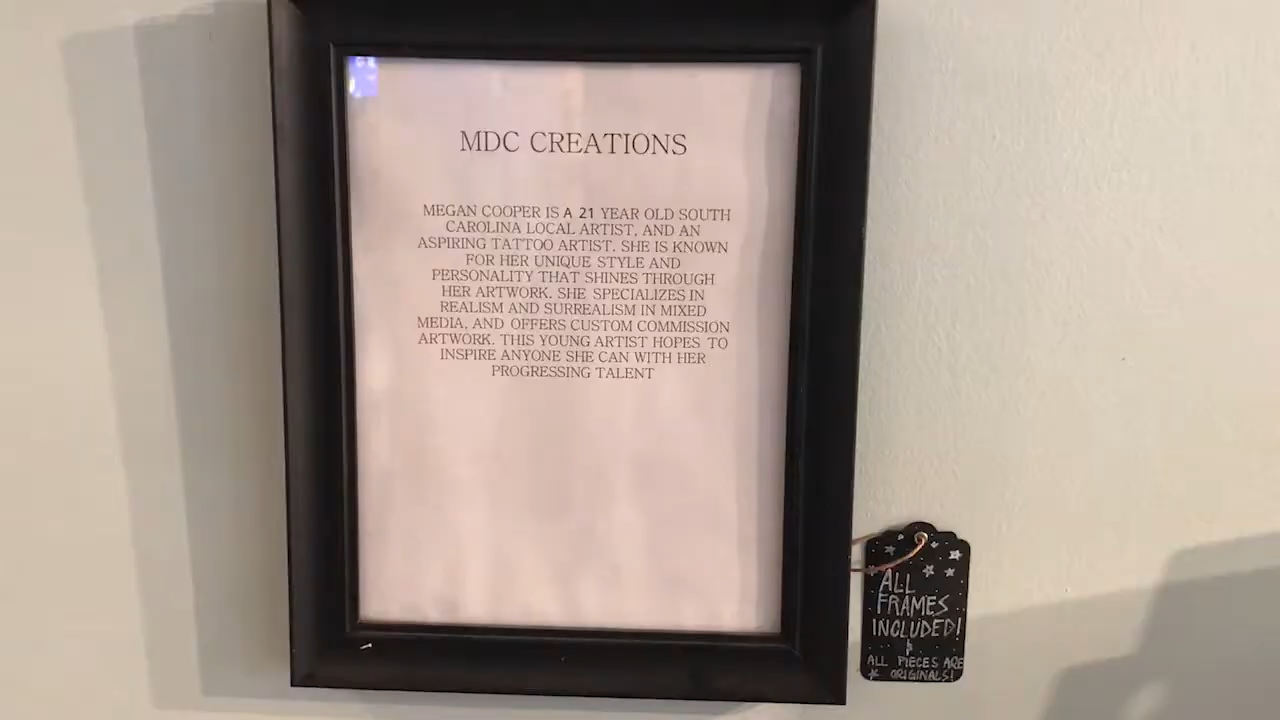 MDC CREATIONS
MEGAN COOPER IS A 21 YEAR OLD SOUTH
CAROLINA LOCAL ARTIST, AND AN
ASPIRING TATTOO ARTIST. SHE IS KNOWN
FOR HER UNIQUE STYLE AND
PERSONALITY THAT SHINES THROUGH
HER ARTWORK. SHE SPECIALIZES IN
REALISM AND SURREALISM IN MIXED
MEDIA, AND OFFERS CUSTOM COMMISSION
ARTWORK. THIS YOUNG ARTIST HOPES TO
INSPIRE ANYONE SHE CAN WITH HER
PROGRESSING TALENT
ALL
FRAMES
INCLUDED!
&
ALL PIECES ARE
ORIGINALS!